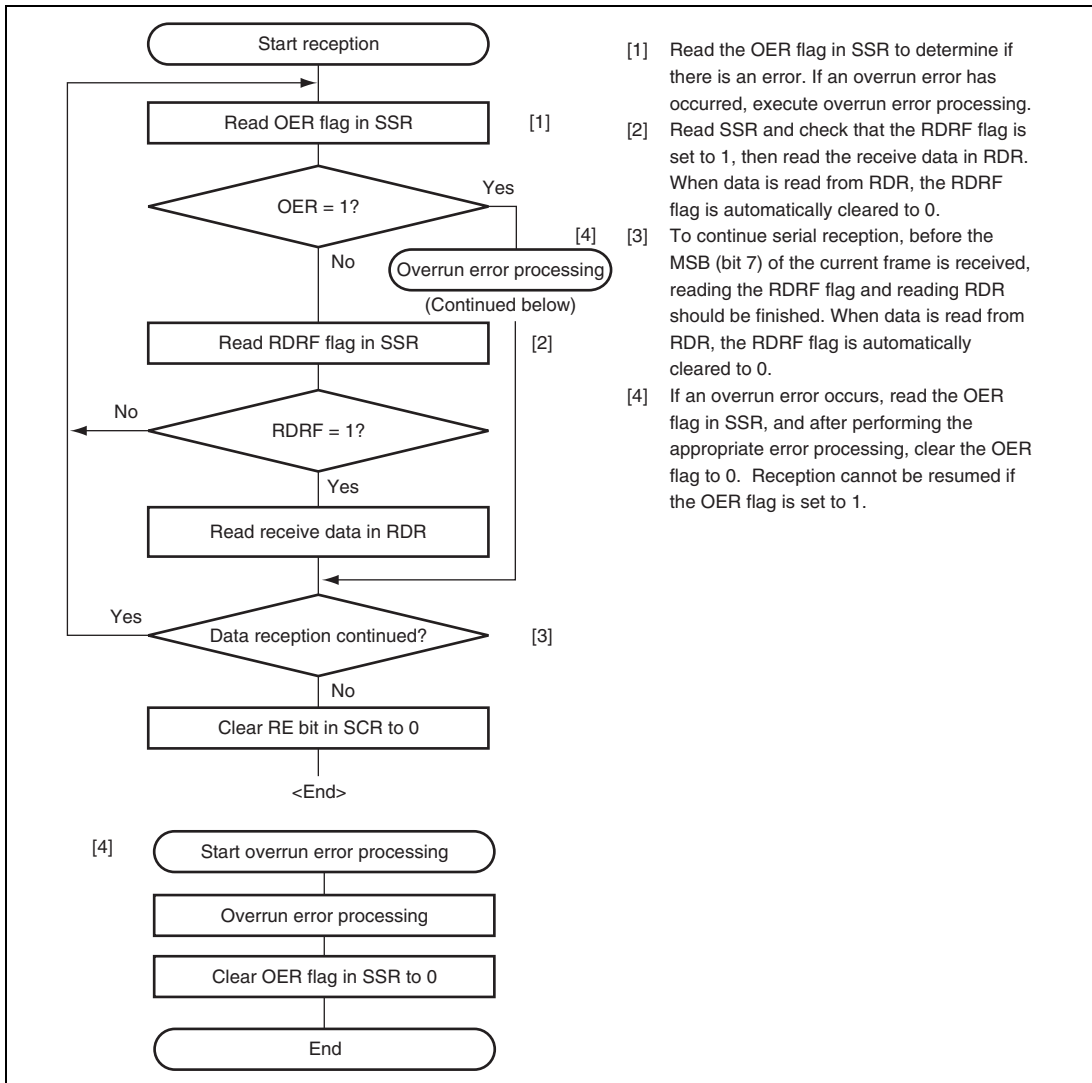 Start reception
Read OER flag in SSR
[1]
OER = 1?
Yes
No
[4]
Overrun error processing
(Continued below)
Read RDRF flag in SSR
[2]
No
RDRF = 1?
Yes
Read receive data in RDR
Yes
Data reception continued?
[3]
No
Clear RE bit in SCR to 0
<End>
[4]
Start overrun error processing
Overrun error processing
Clear OER flag in SSR to 0
End
[1] Read the OER flag in SSR to determine if
there is an error. If an overrun error has
occurred, execute overrun error processing.
[2] Read SSR and check that the RDRF flag is
set to 1, then read the receive data in RDR.
When data is read from RDR, the RDRF
flag is automatically cleared to 0.
[3] To continue serial reception, before the
MSB (bit 7) of the current frame is received,
reading the RDRF flag and reading RDR
should be finished. When data is read from
RDR, the RDRF flag is automatically
cleared to 0.
[4] If an overrun error occurs, read the OER
flag in SSR, and after performing the
appropriate error processing, clear the OER
flag to 0.  Reception cannot be resumed if
the OER flag is set to 1.